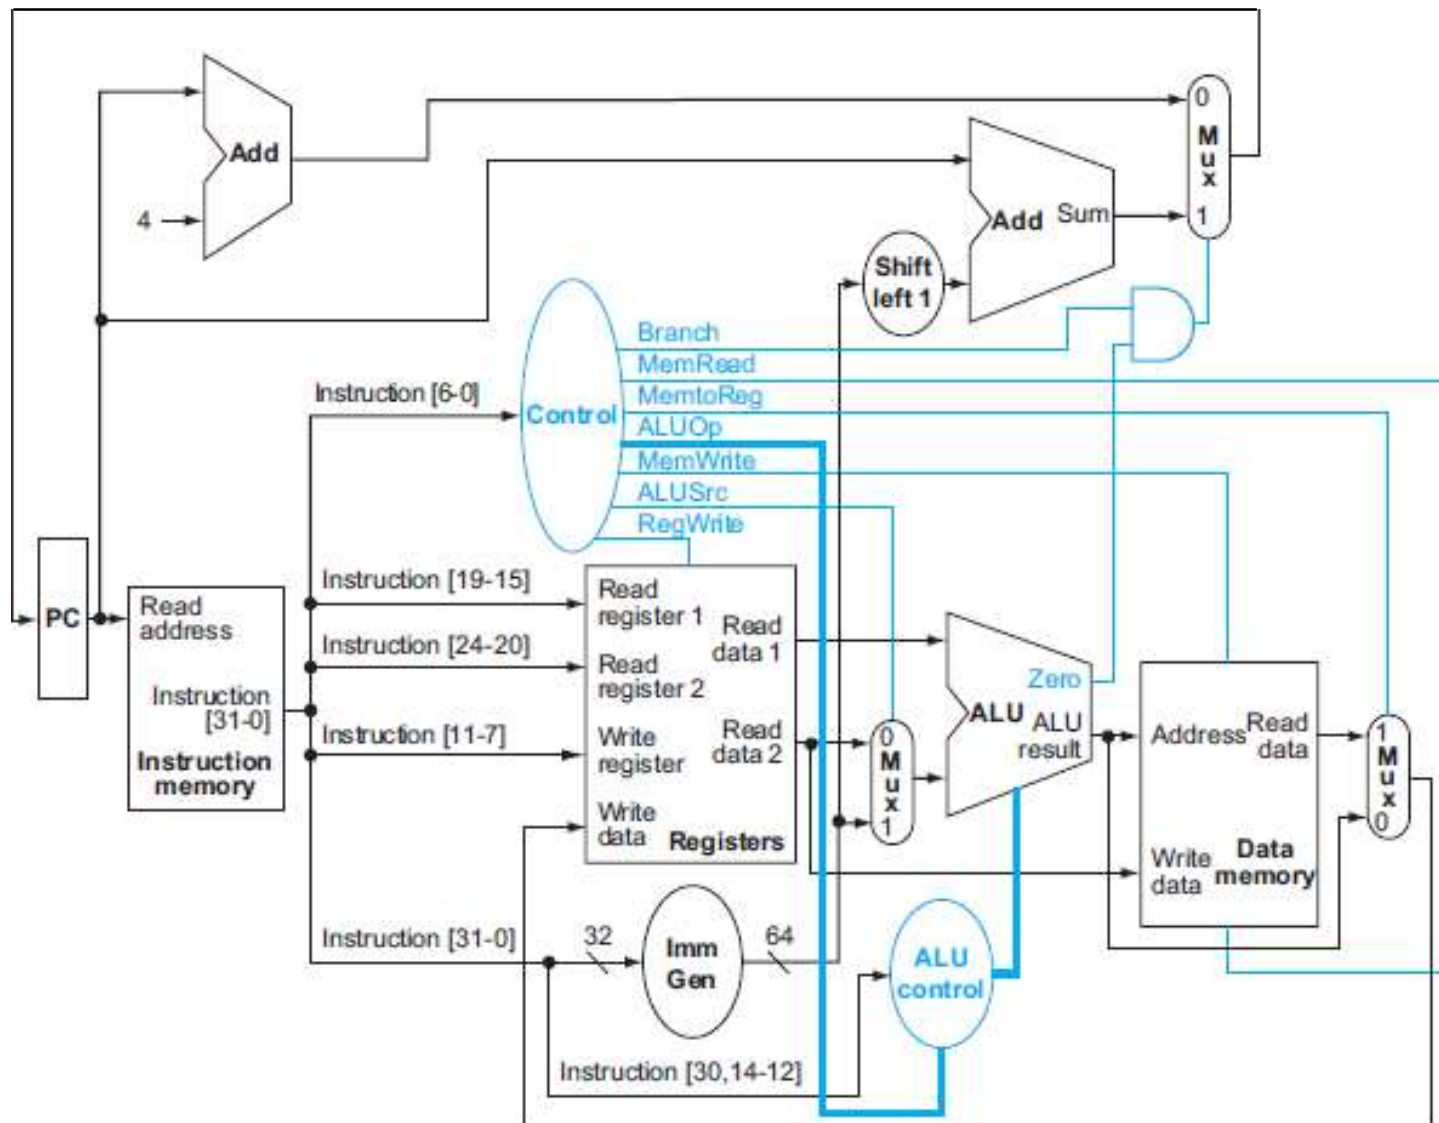 0
M
u
x
1
Add
4
Add
Sum
Shift
left 1
Branch
MemRead
MemtoReg
ALUOp
MemWrite
ALUSrc
RegWrite
Instruction [6-0]
Control
PC
Read
address
Instruction
[31-0]
Instruction
memory
Instruction [19-15]
Instruction [24-20]
Instruction [11-7]
Read
register 1
Read
register 2
Write
register
Write
data
Read
data 1
Read
data 2
Registers
0
M
u
x
1
Zero
ALU
ALU
result
Address
Read
data
Write
data
Data
memory
1
M
u
x
0
Instruction [31-0]
32
Imm
Gen
64
ALU
control
Instruction [30,14-12]